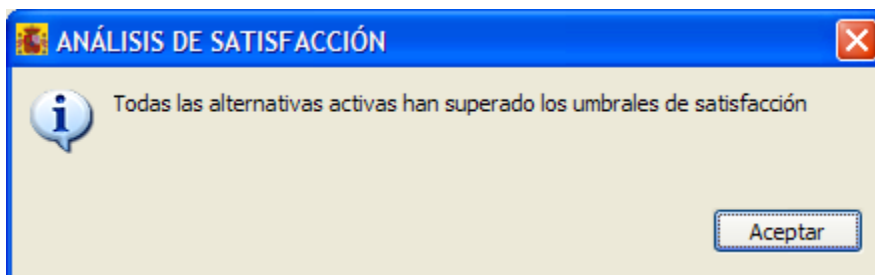 ANÁLISIS DE SATISFACCIÓN
Todas las alternativas activas han superado los umbrales de satisfacción
Aceptar